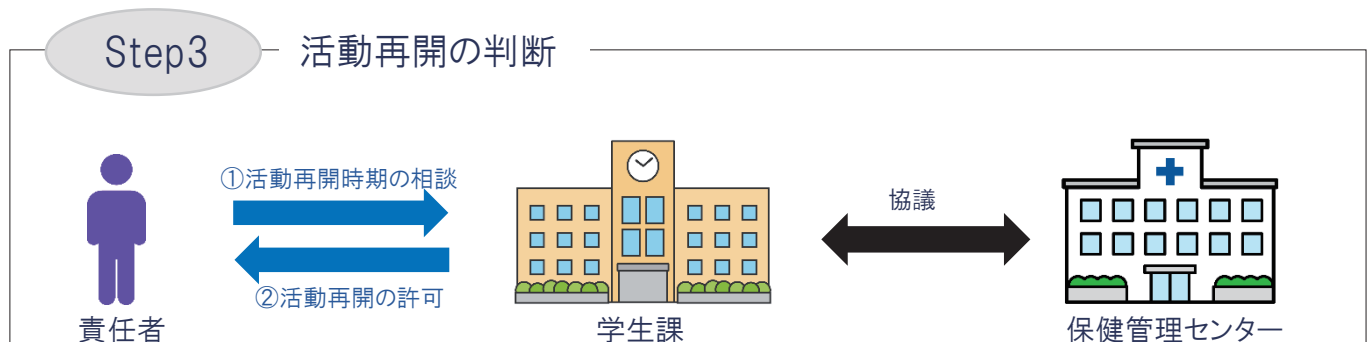 Step3
活動再開の判断
①活動再開時期の相談
協議
②活動再開の許可
責任者
学生課
保健管理センター